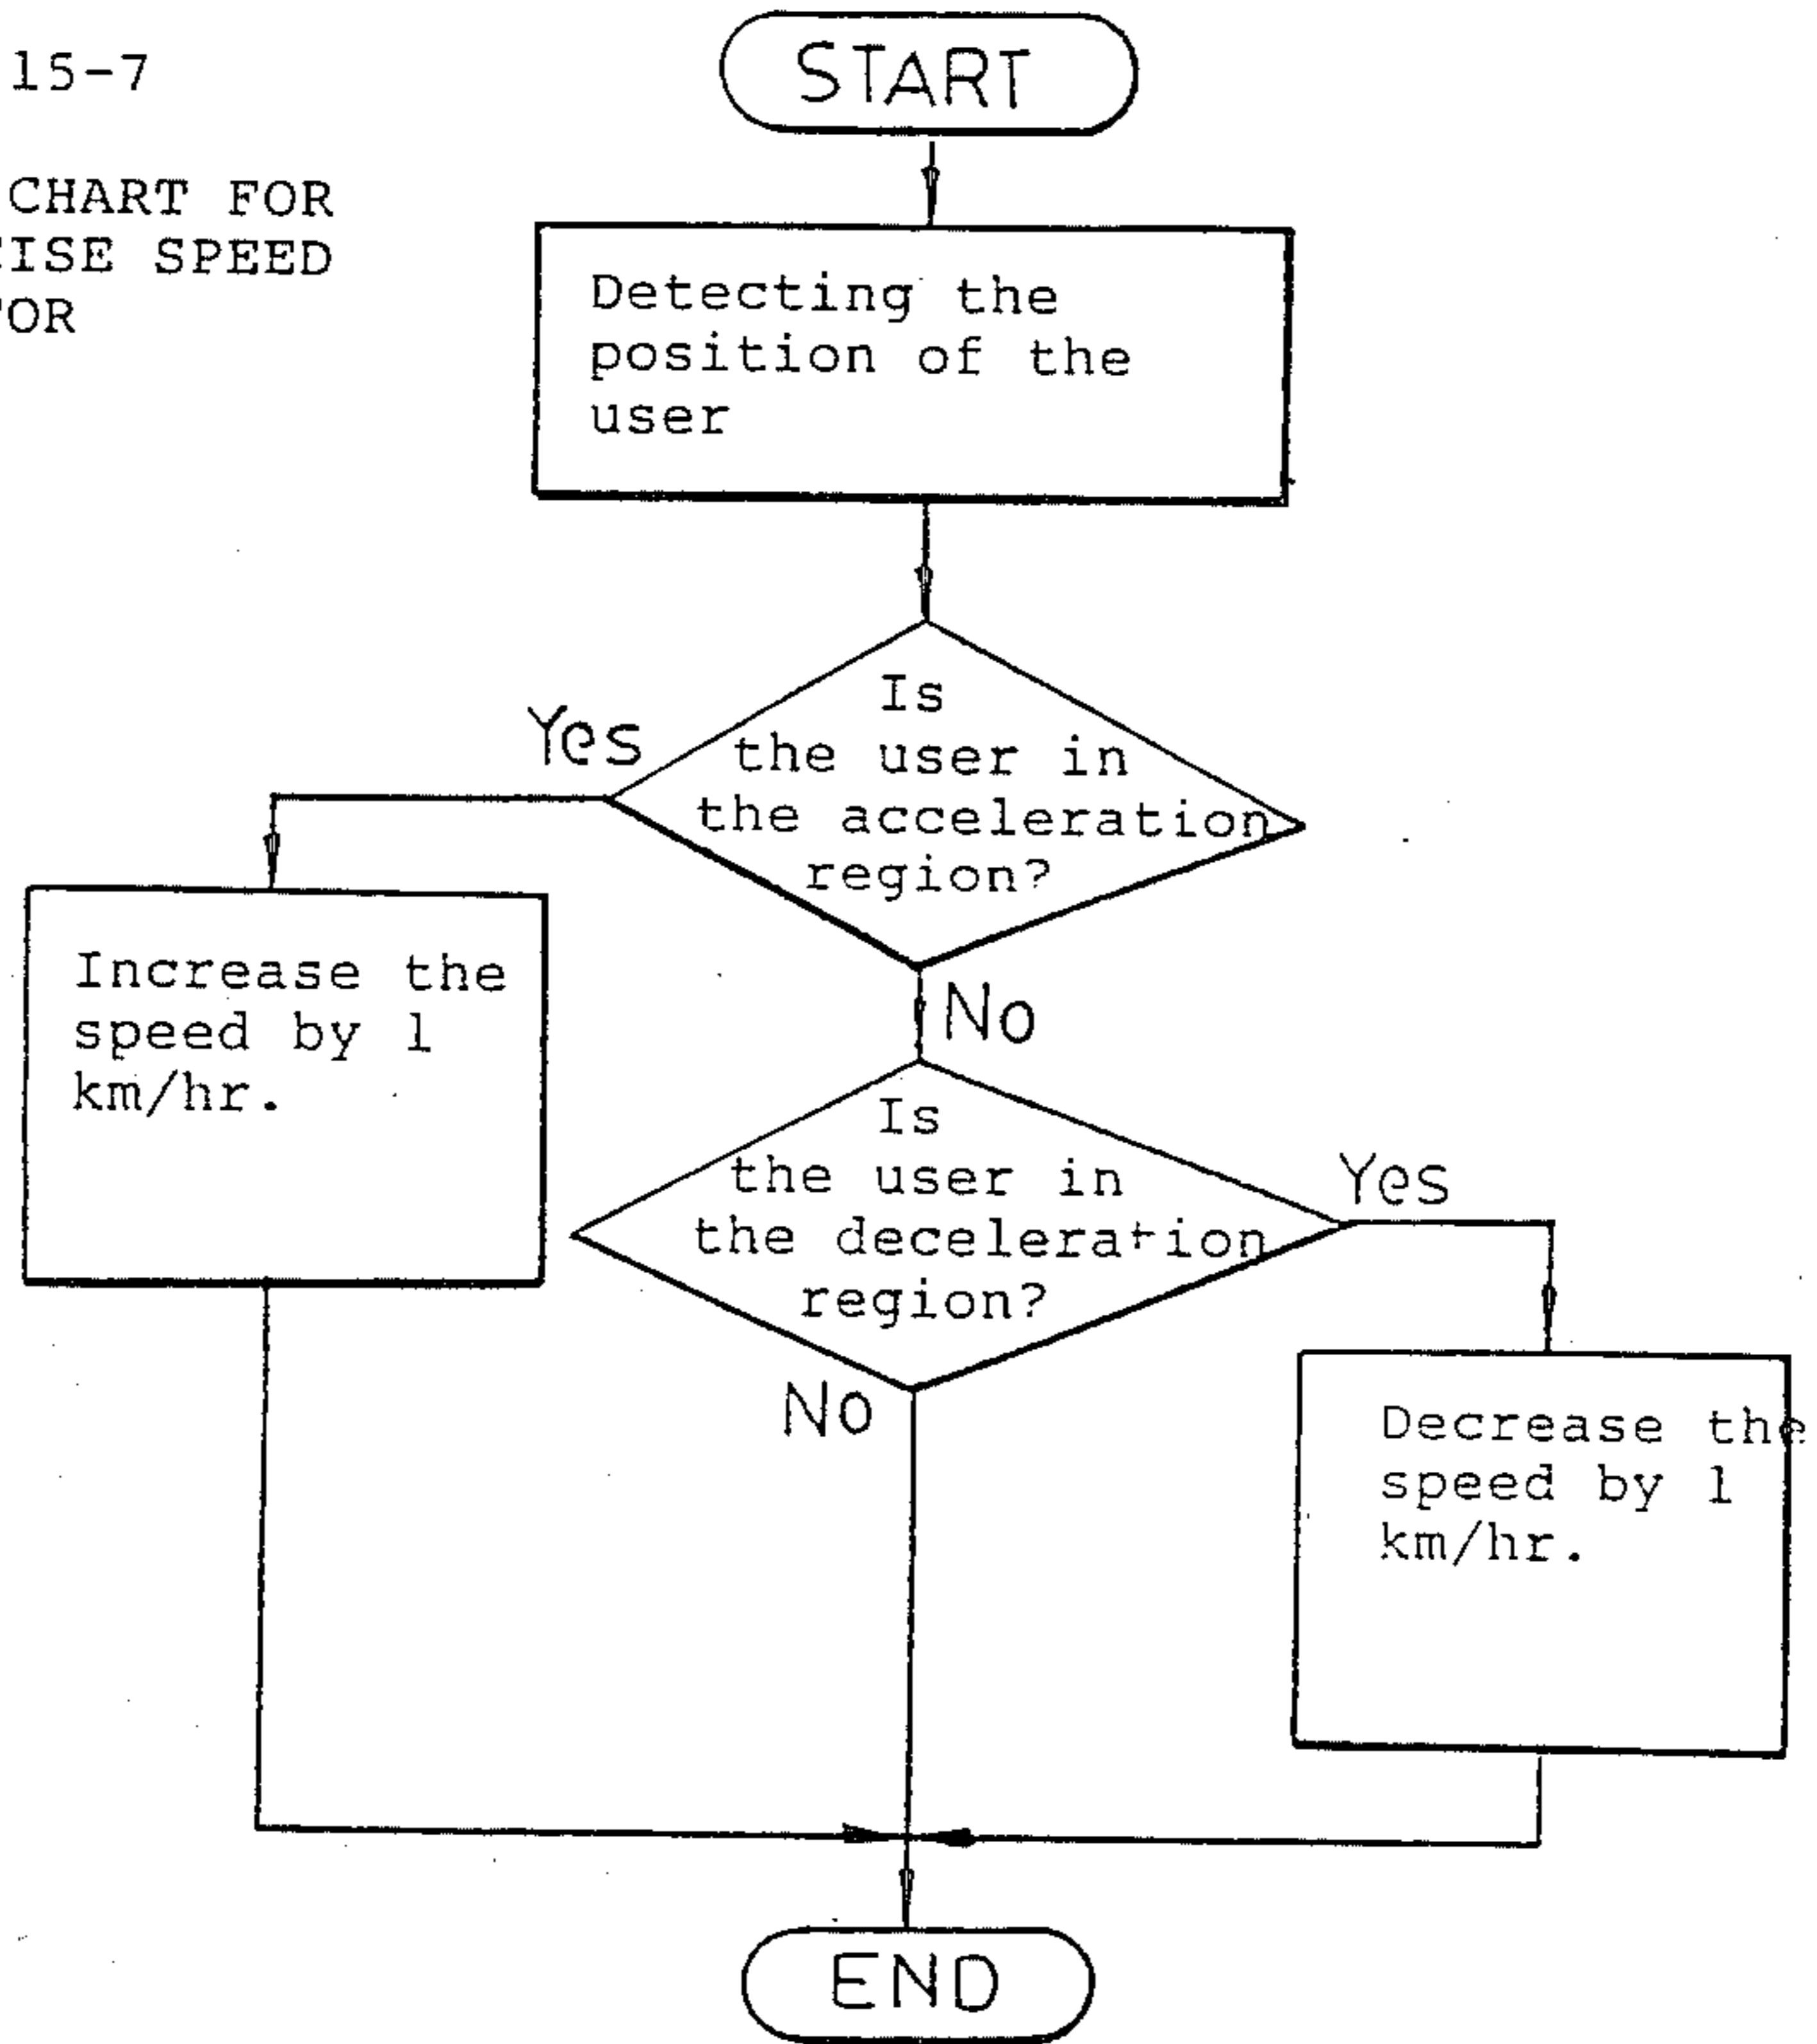 15-7
CHART FOR
SPEED
START
Detecting the
position of the
user
Is
the user in
the acceleration
region?
Yes
No
Increase the
speed by 1
km/hr.
Is
the user in
the deceleration
region?
Yes
No
Decrease the
speed by 1
km/hr.
END